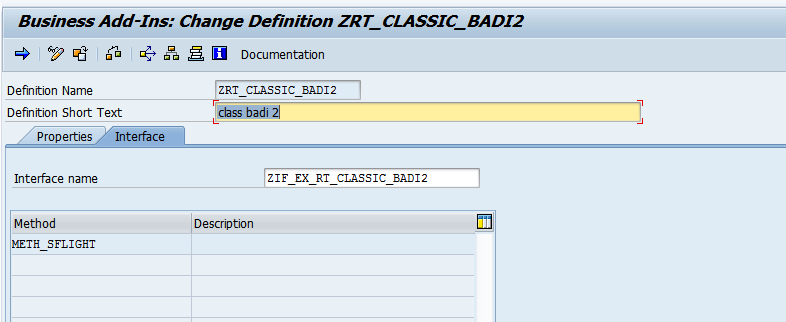 Business Add-Ins: Change Definition ZRT_CLASSIC_BADI2
Documentation
Definition Name ZRT_CLASSIC_BADI2
Definition Short Text class badi 2
Properties Interface
Interface name ZIF_EX_RT_CLASSIC_BADI2
Method Description
METH_SFLIGHT